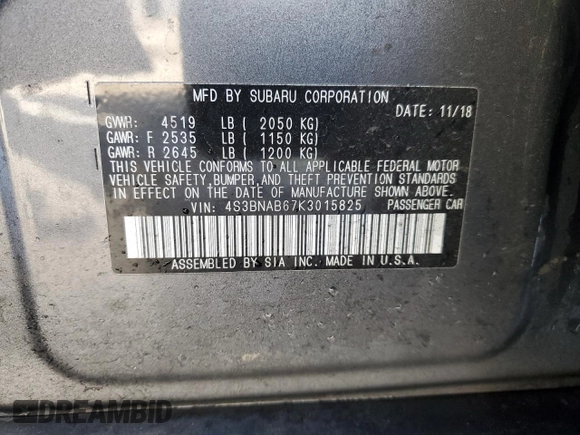 MFD BY SUBARU CORPORATION
DATE: 11/18
GVWR: 4519 LB ( 2050 KG)
GAWR: F 2535 LB ( 1150 KG)
GAWR: R 2645 LB ( 1200 KG)
THIS VEHICLE CONFORMS TO ALL APPLICABLE FEDERAL MOTOR
VEHICLE SAFETY, BUMPER, AND THEFT PREVENTION STANDARDS
IN EFFECT ON THE DATE OF MANUFACTURE SHOWN ABOVE.
VIN: 4S3BNAB67K3015825 PASSENGER CAR
ASSEMBLED BY SIA INC. MADE IN U.S.A.
DREAMBID